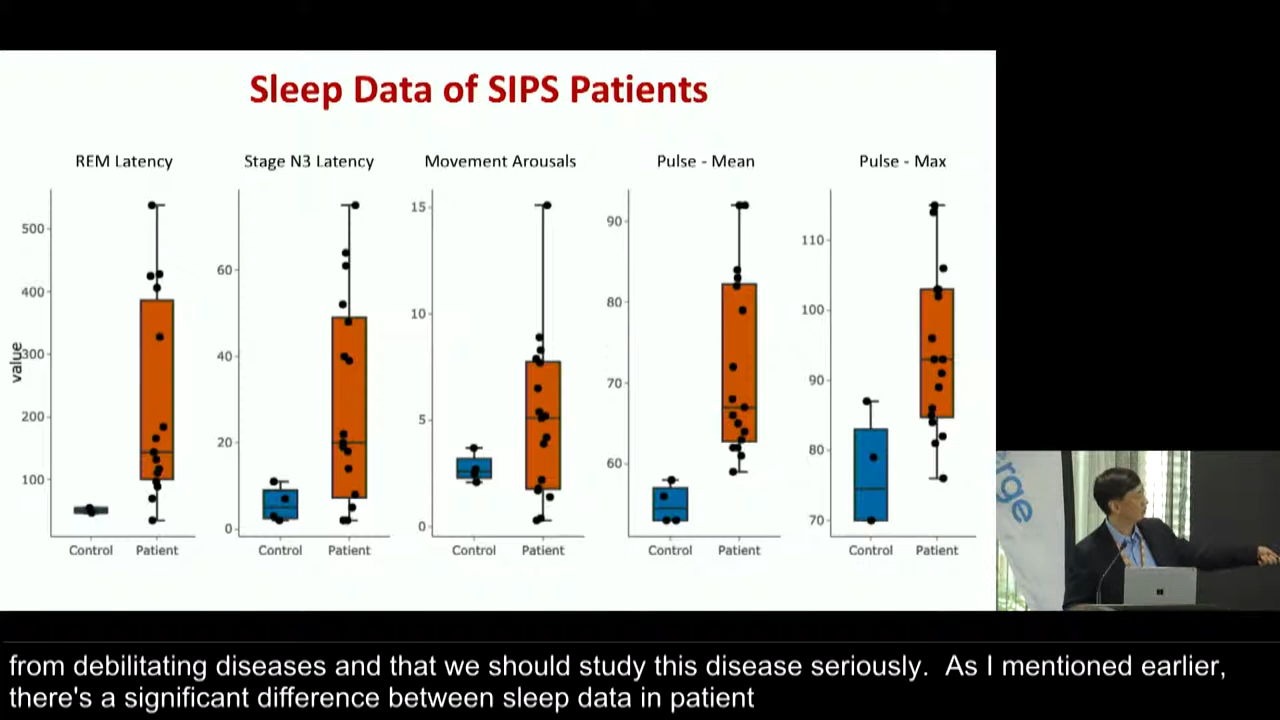 Sleep Data of SIPS Patients
REM Latency
Stage N3 Latency
Movement Arousals
Pulse - Mean
Pulse - Max
value
500
400
300
200
100
Control Patient
60
40
20
0
Control Patient
15
10
5
0
Control Patient
90
80
70
60
Control Patient
110
100
90
80
70
Control Patient
erge
from debilitating diseases and that we should study this disease seriously.  As I mentioned earlier,
there's a significant difference between sleep data in patient